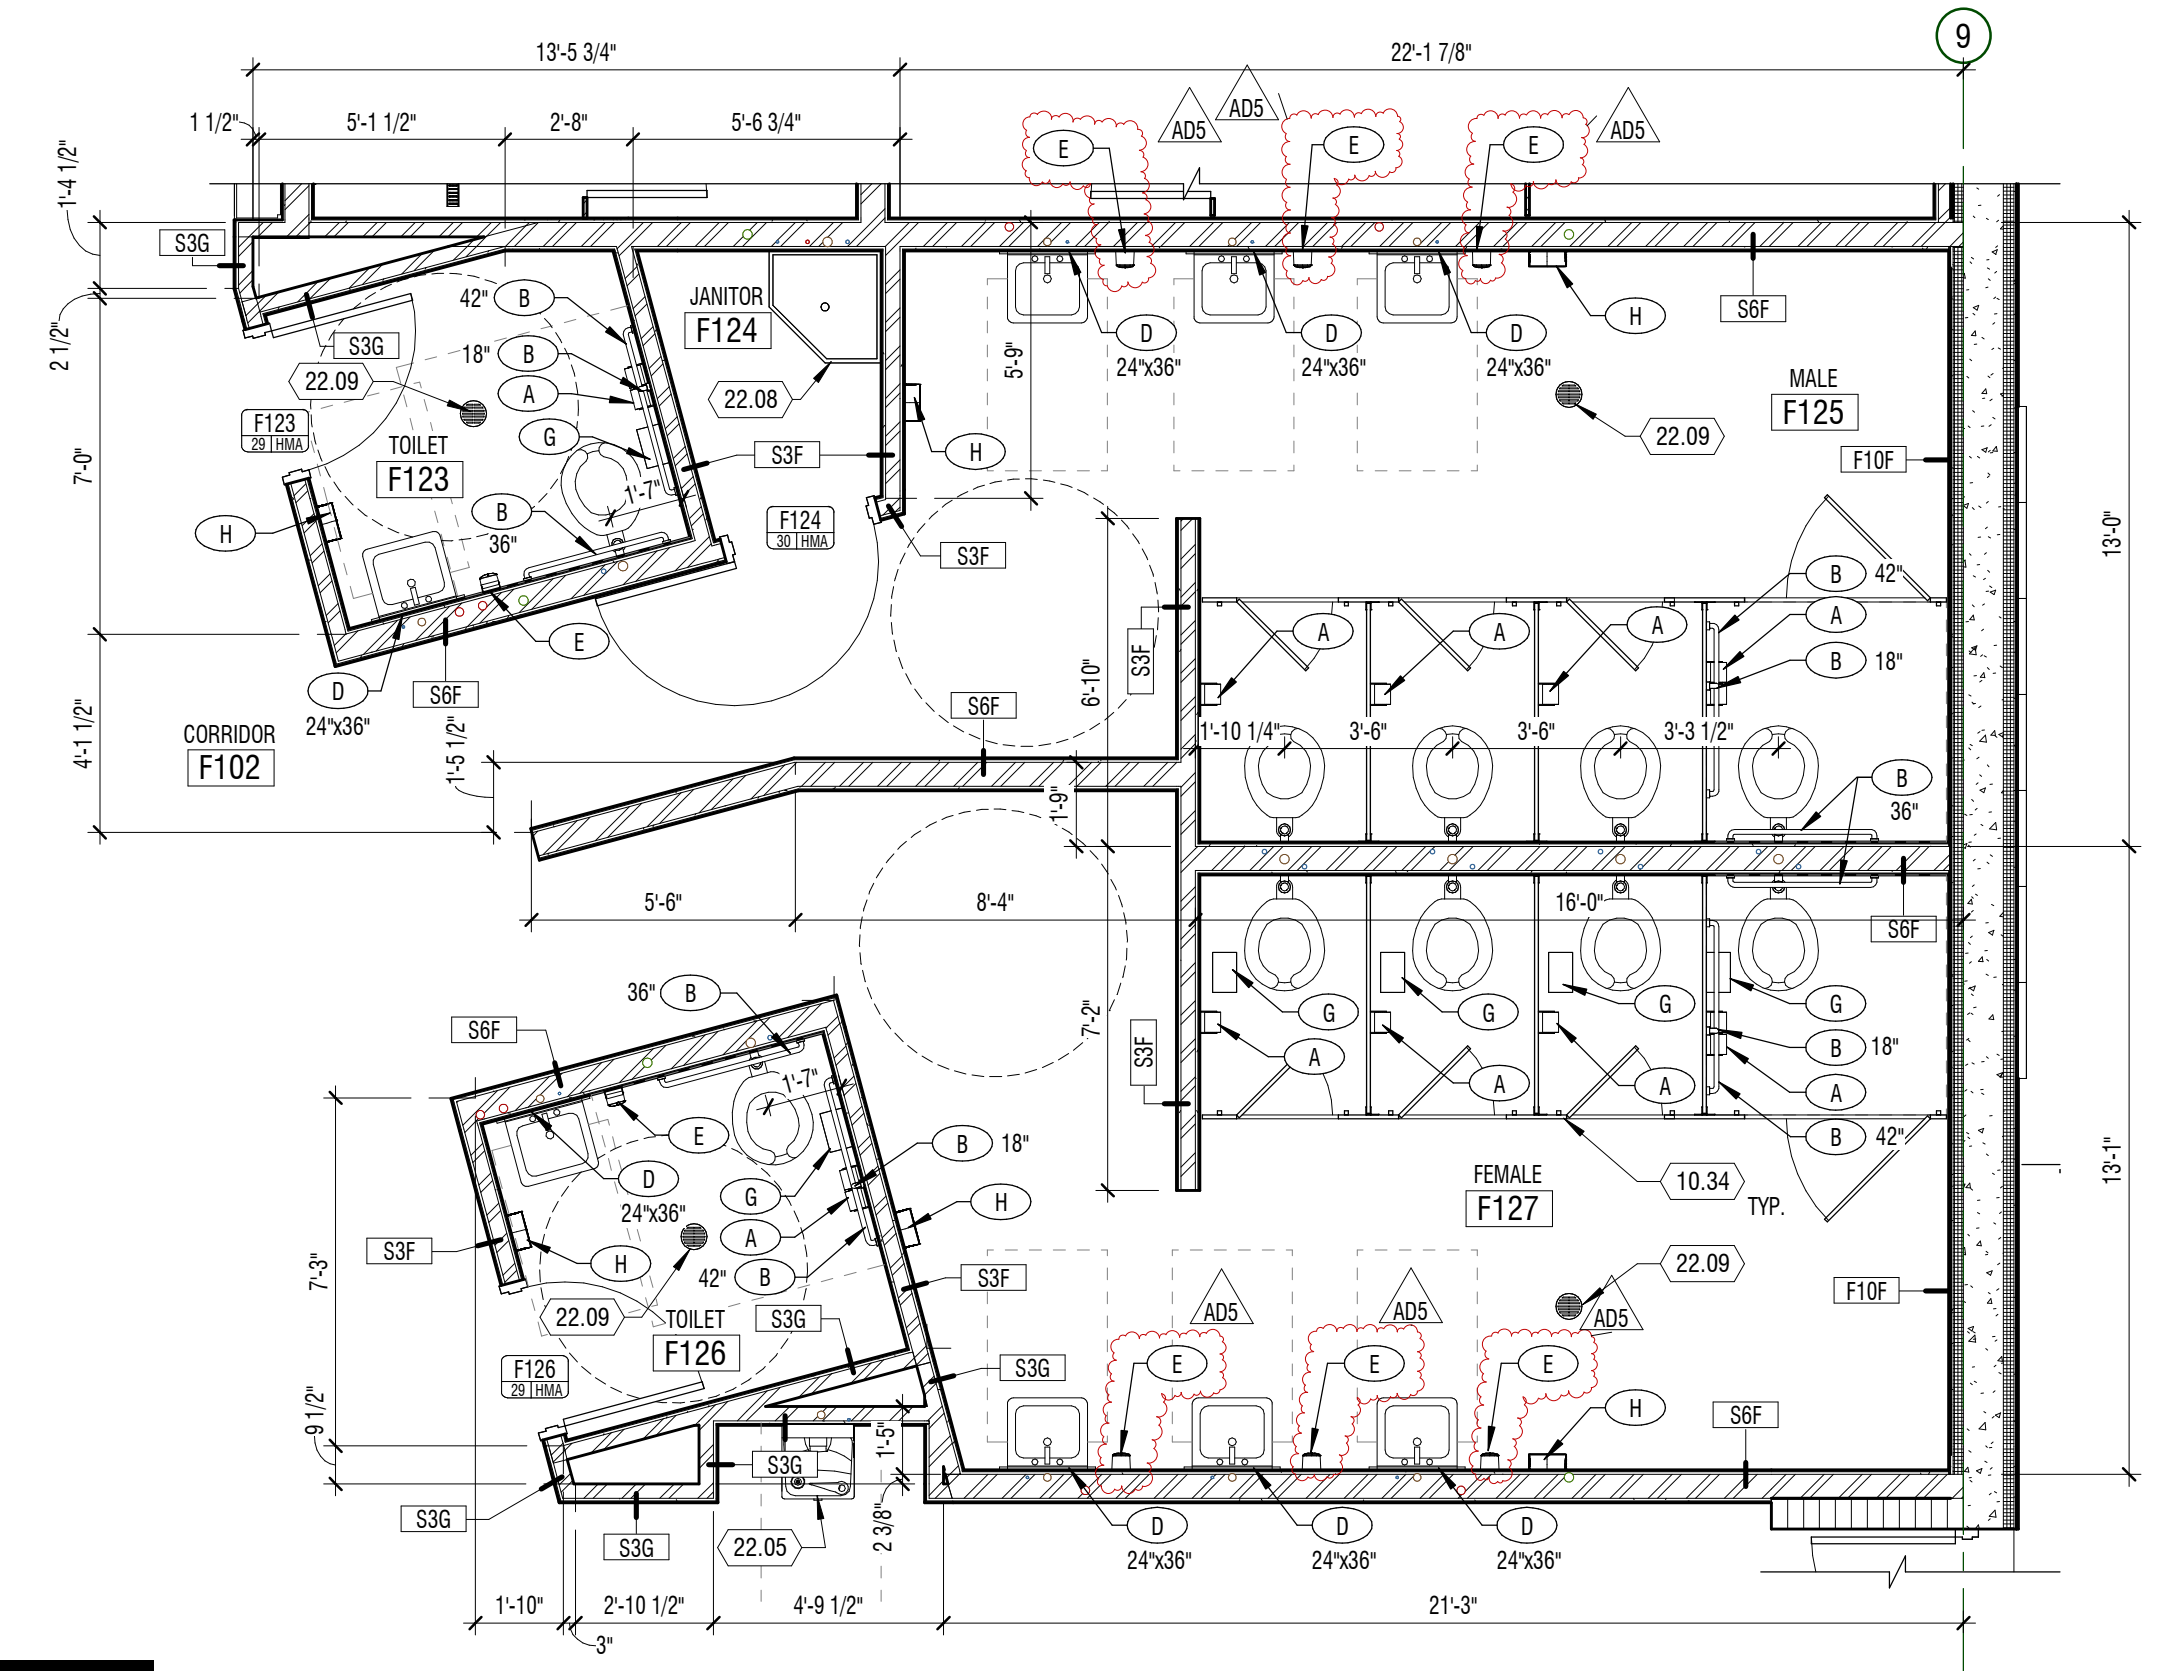 9
13'-5 3/4"
22'-1 7/8"
1 1/2"
5'-1 1/2"
2'-8"
5'-6 3/4"
AD5
AD5
AD5
E
E
E
1'-4 1/2"
S3G
2 1/2"
S3G
42" B
18" B
A
G
B
36"
1'-7"
22.09
F123
29 HMA
TOILET
F123
H
E
D
24"x36"
S6F
JANITOR
F124
22.08
S3F
F124
30 HMA
S3F
H
5'-9"
D
24"x36"
D
24"x36"
D
24"x36"
H
S6F
MALE
F125
22.09
F10F
7'-0"
4'-1 1/2"
13'-0"
CORRIDOR
F102
1'-5 1/2"
S6F
6'-10"
S3F
1'-9"
A
A
A
B 42"
A
B 18"
1'-10 1/4"
3'-6"
3'-6"
3'-3 1/2"
B
36"
5'-6"
8'-4"
16'-0"
S6F
7'-2"
S3F
G
G
G
G
A
A
A
B 18"
A
B 42"
36" B
S6F
1'-7"
E
D
24"x36"
B 18"
G
A
42" B
H
H
S3F
S3F
22.09
TOILET
F126
F126
29 HMA
S3G
S3G
7'-3"
9 1/2"
FEMALE
F127
10.34
TYP.
22.09
13'-1"
F10F
AD5
AD5
AD5
E
E
E
H
S6F
S3G
S3G
S3G
22.05
1'-5"
2 3/8"
D
24"x36"
D
24"x36"
D
24"x36"
1'-10"
3"
2'-10 1/2"
4'-9 1/2"
21'-3"